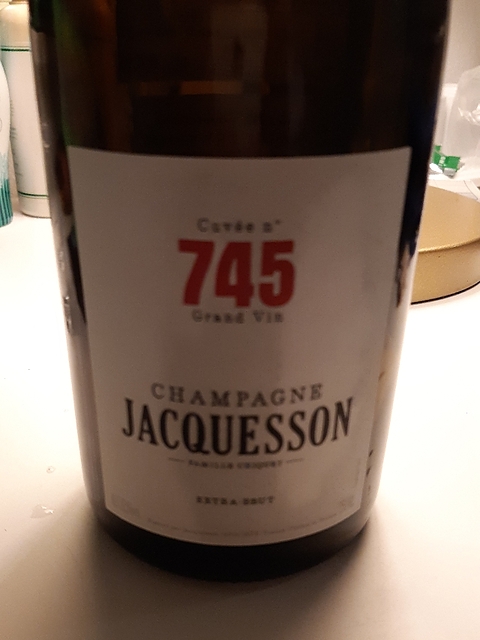 Cuvée n°
745
Grand Vin
CHAMPAGNE
JACQUESSON
FAMILLE CHIQUET
EXTRA-BRUT